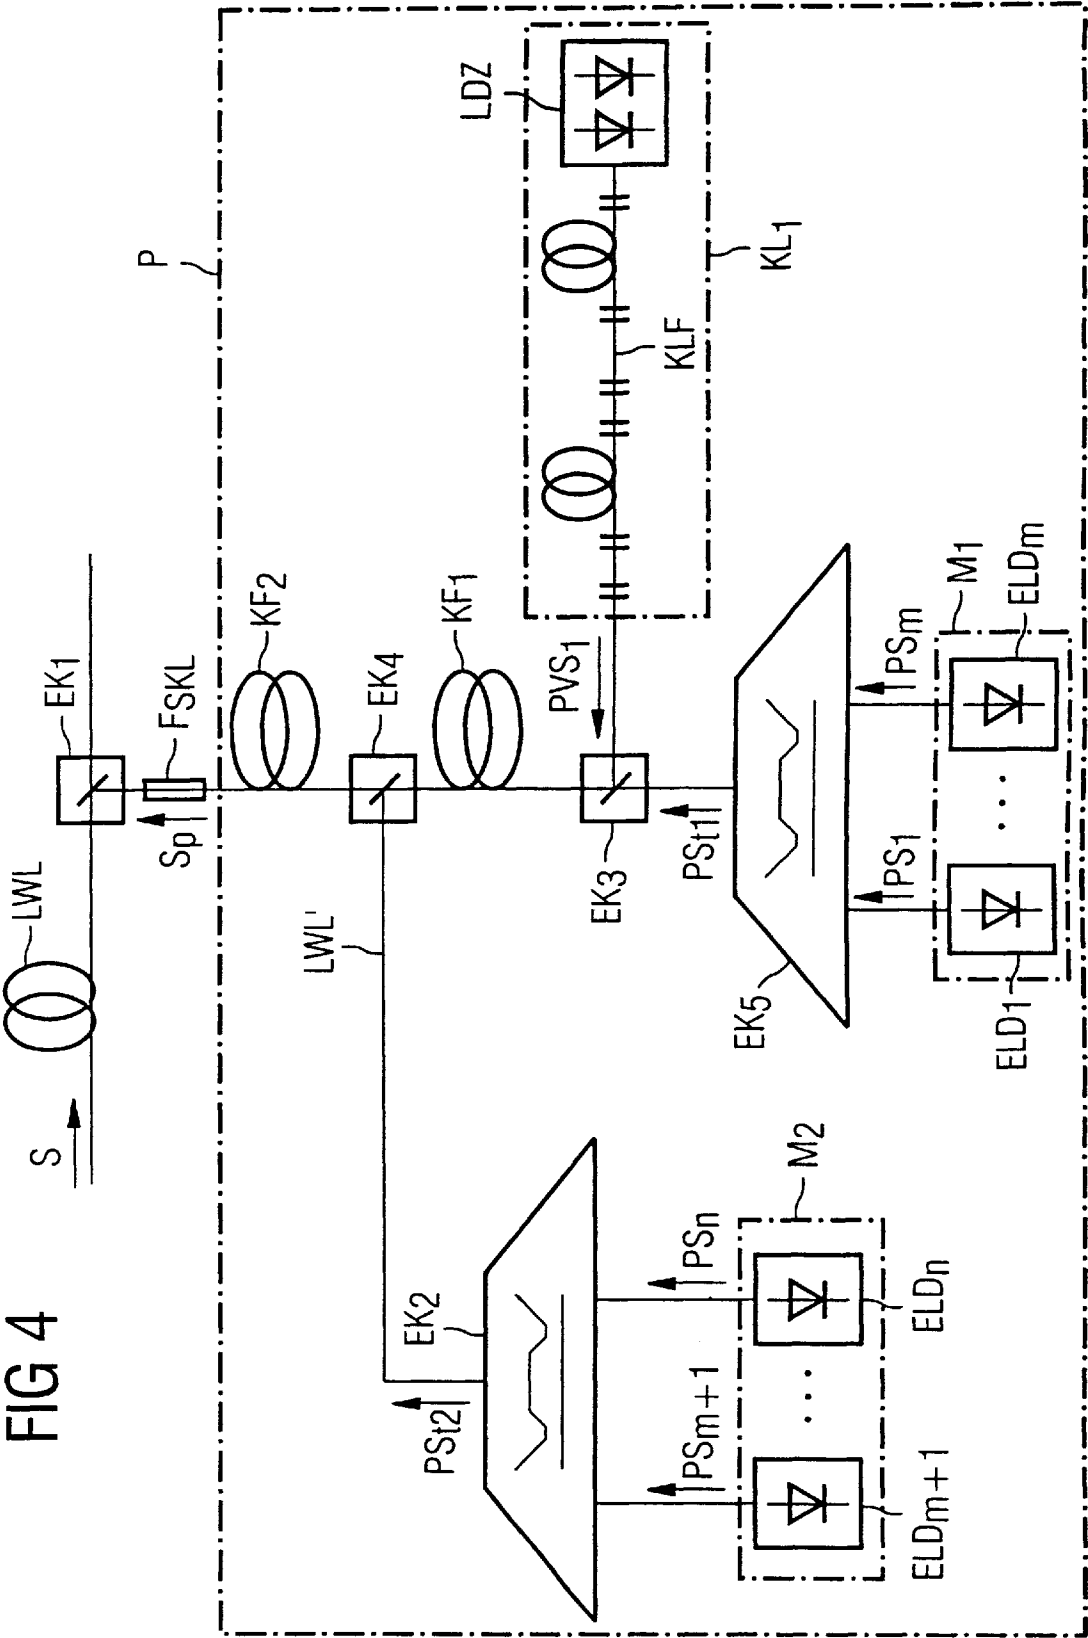 FIG 4
S
LWL
EK1
FSKL
Sp
P
KF2
EK4
KF1
LWL'
PVS1
EK3
LDZ
KLF
KL1
PSt1
EK5
PS1
PSm
M1
ELD1
ELDm
EK2
PSt2
PSm+1
PSn
M2
ELDm+1
ELDn